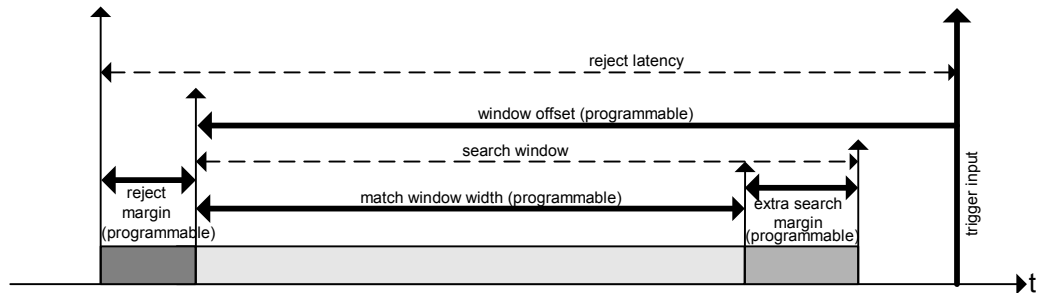 reject latency
window offset (programmable)
search window
reject
margin
(programmable)
match window width (programmable)
extra search
margin
(programmable)
trigger input
t